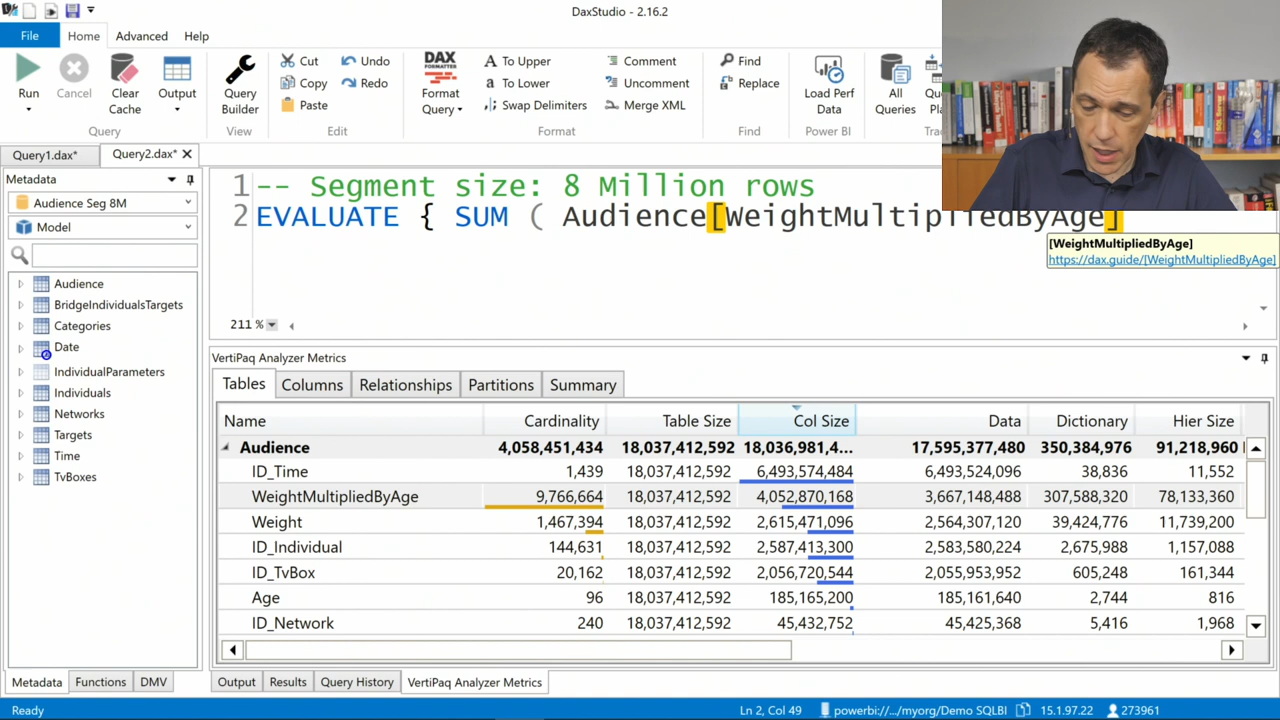 DaxStudio - 2.16.2
File Home Advanced Help
Run
Cancel
Clear Cache
Output
Query
Query Builder
View
Cut
Copy
Paste
Undo
Redo
Edit
DAX FORMATTER
Format Query
To Upper
To Lower
Swap Delimiters
Comment
Uncomment
Merge XML
Format
Find
Replace
Find
Load Perf Data
Power BI
All Queries
Query1.dax*
Query2.dax*
Metadata
Audience Seg 8M
Model
Audience
BridgeIndividualsTargets
Categories
Date
IndividualParameters
Individuals
Networks
Targets
Time
TvBoxes
1 -- Segment size: 8 Million rows
2 EVALUATE { SUM ( Audience[WeightMultipliedByAge]
[WeightMultipliedByAge]
https://dax.guide/[WeightMultipliedByAge]
211 %
VertiPaq Analyzer Metrics
Tables Columns Relationships Partitions Summary
Name Cardinality Table Size Col Size Data Dictionary Hier Size
Audience 4,058,451,434 18,037,412,592 18,036,981,4... 17,595,377,480 350,384,976 91,218,960
ID_Time 1,439 18,037,412,592 6,493,574,484 6,493,524,096 38,836 11,552
WeightMultipliedByAge 9,766,664 18,037,412,592 4,052,870,168 3,667,148,488 307,588,320 78,133,360
Weight 1,467,394 18,037,412,592 2,615,471,096 2,564,307,120 39,424,776 11,739,200
ID_Individual 144,631 18,037,412,592 2,587,413,300 2,583,580,224 2,675,988 1,157,088
ID_TvBox 20,162 18,037,412,592 2,056,720,544 2,055,953,952 605,248 161,344
Age 96 18,037,412,592 185,165,200 185,161,640 2,744 816
ID_Network 240 18,037,412,592 45,432,752 45,425,368 5,416 1,968
Metadata Functions DMV
Output Results Query History VertiPaq Analyzer Metrics
Ready
Ln 2, Col 49
powerbi://.../myorg/Demo SQLBI
15.1.97.22
273961